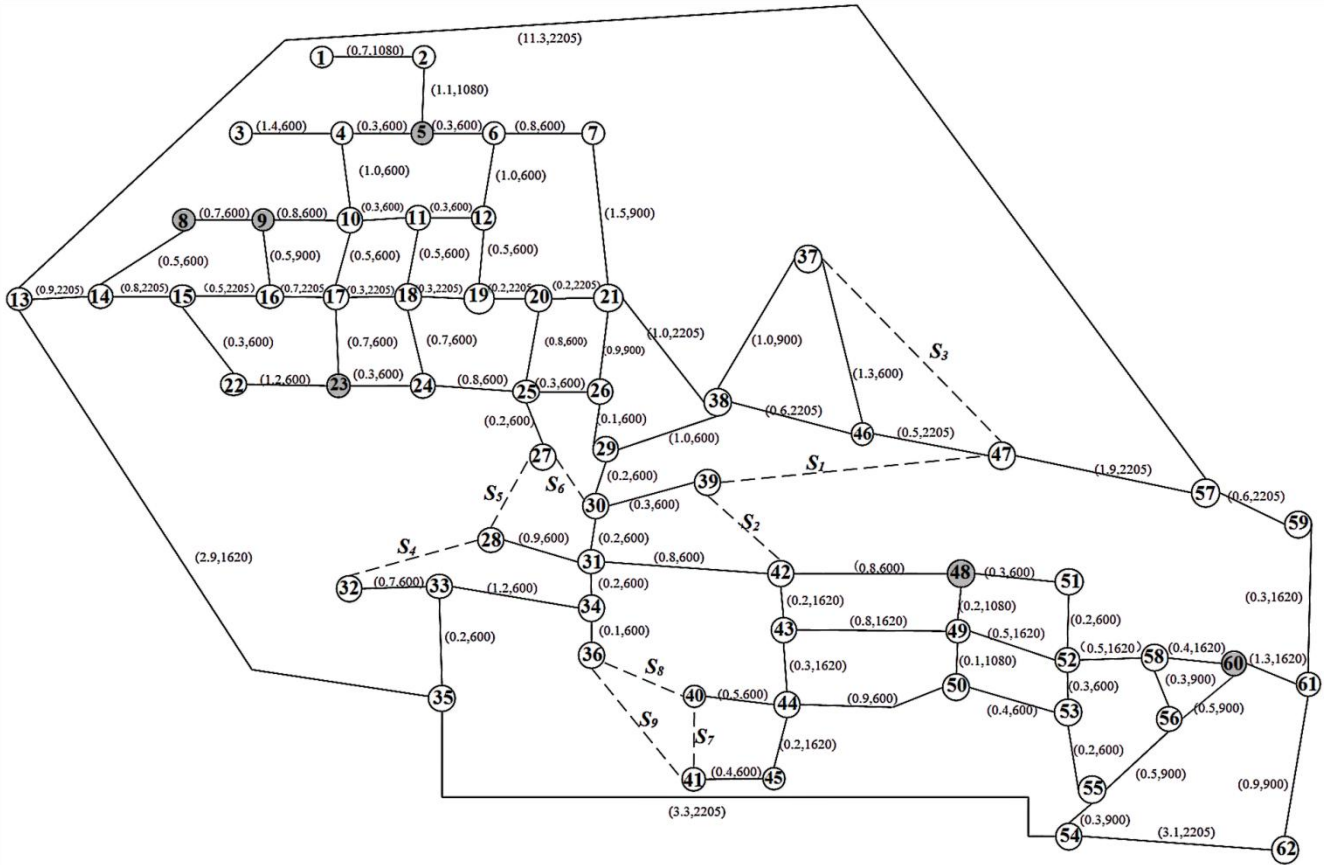 (11.3,2205)
1 (0.7,1080) 2
(1.1,1080)
3 (1.4,600) 4 (0.3,600) 5 (0.3,600) 6 (0.8,600) 7
(1.0,600) (1.0,600)
8 (0.7,600) 9 (0.8,600) 10 (0.3,600) 11 (0.3,600) 12
(1.5,900)
37
(0.5,600) (0.5,900) (0.5,600) (0.5,600) (0.5,600)
13 (0.9,2205) 14 (0.8,2205) 15 (0.5,2205) 16 (0.7,2205) 17 (0.3,2205) 18 (0.3,2205) 19 (0.2,2205) 20 (0.2,2205) 21
(1.0,2205) (1.0,900) S3
(0.3,600) (0.7,600) (0.7,600) (0.8,600) (0.9,900)
(1.3,600)
22 (1.2,600) 23 (0.3,600) 24 (0.8,600) 25 (0.3,600) 26
38 (0.6,2205) 46 (0.5,2205) 47
(0.2,600) (0.1,600)
(1.0,600)
27 29 S1
(0.2,600) 39 (1.9,2205) 57 (0.6,2205) 59
S5 S6 30 (0.3,600)
S2
(0.2,600)
28 (0.9,600) 31 (0.8,600) 42 (0.8,600) 48 (0.3,600) 51
S4
(2.9,1620)
32 (0.7,600) 33 (1.2,600) (0.2,600) 34
(0.2,1620) (0.2,1080) (0.2,600) (0.3,1620)
(0.2,600) (0.1,600) 43 (0.8,1620) 49 (0.5,1620) 52 (0.5,1620) 58 (0.4,1620) 60 (1.3,1620) 61
36 (0.3,1620) (0.1,1080) (0.3,900)
S8
35 40 (0.5,600) 44 (0.9,600) 50 (0.4,600) (0.3,600) 53 56 (0.5,900)
S9 S7 (0.2,1620) (0.2,600)
41 (0.4,600) 45 55 (0.5,900) (0.9,900)
(3.3,2205) 54 (0.3,900) (3.1,2205) 62